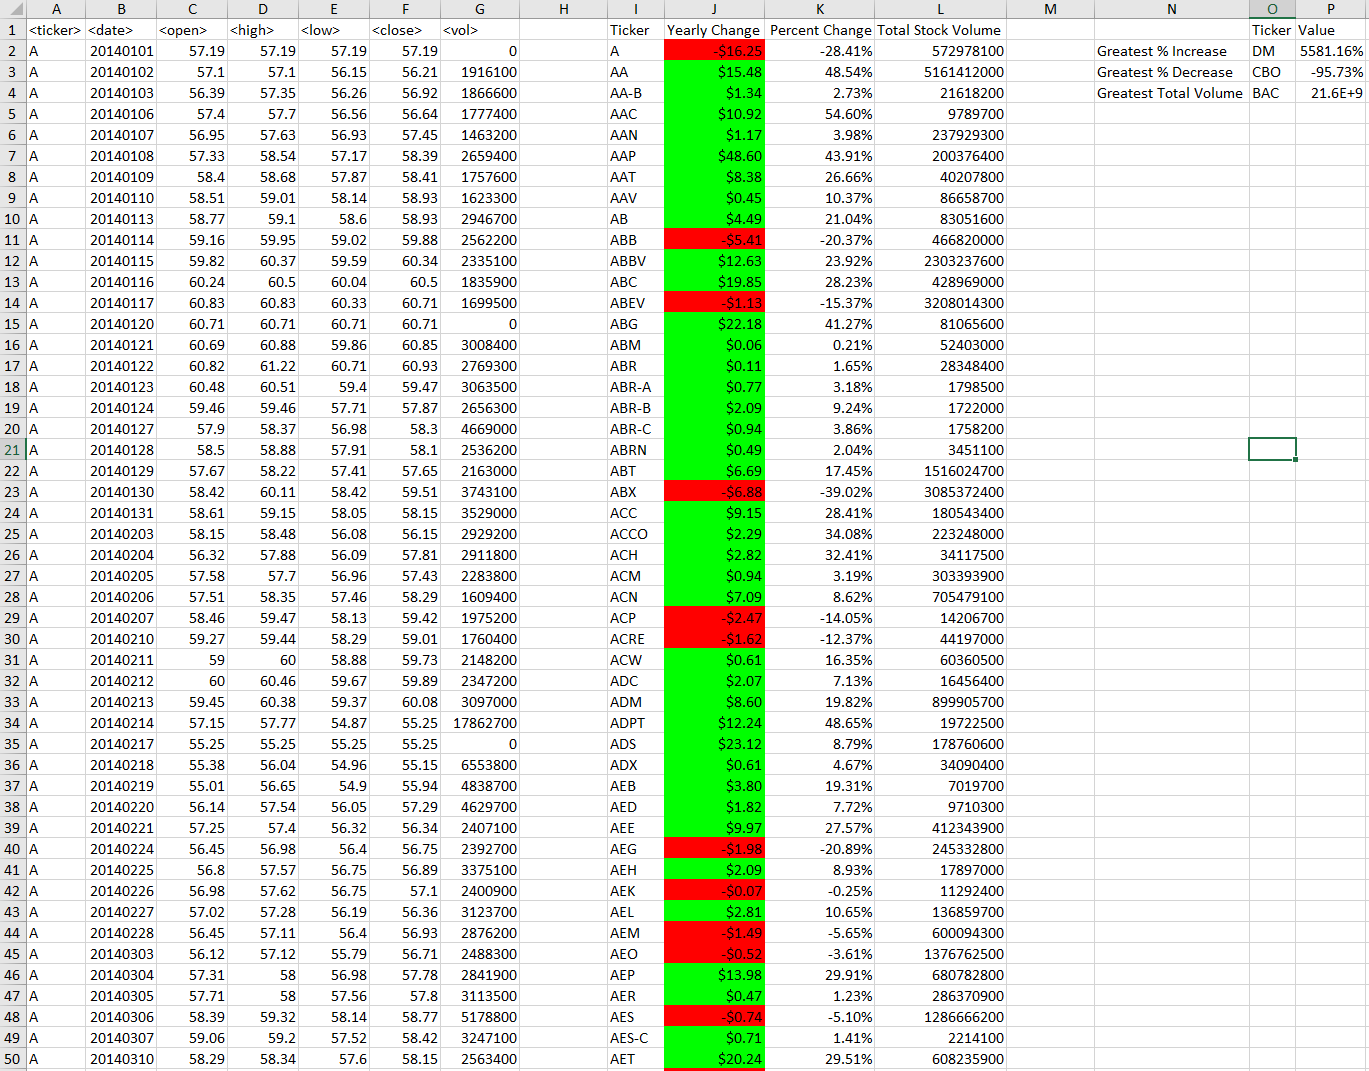 A B C D E F G H I J K L M N O P
1 <ticker> <date> <open> <high> <low> <close> <vol> Ticker Yearly Change Percent Change Total Stock Volume Ticker Value
2 A 20140101 57.19 57.19 57.19 57.19 0 A -$16.25 -28.41% 572978100 Greatest % Increase DM 5581.16%
3 A 20140102 57.1 57.1 56.15 56.21 1916100 AA $15.48 48.54% 5161412000 Greatest % Decrease CBO -95.73%
4 A 20140103 56.39 57.35 56.26 56.92 1866600 AA-B $1.34 2.73% 21618200 Greatest Total Volume BAC 21.6E+9
5 A 20140106 57.4 57.7 56.56 56.64 1777400 AAC $10.92 54.60% 9789700
6 A 20140107 56.95 57.63 56.93 57.45 1463200 AAN $1.17 3.98% 237929300
7 A 20140108 57.33 58.54 57.17 58.39 2659400 AAP $48.60 43.91% 200376400
8 A 20140109 58.4 58.68 57.87 58.41 1757600 AAT $8.38 26.66% 40207800
9 A 20140110 58.51 59.01 58.14 58.93 1623300 AAV $0.45 10.37% 86658700
10 A 20140113 58.77 59.1 58.6 58.93 2946700 AB $4.49 21.04% 83051600
11 A 20140114 59.16 59.95 59.02 59.88 2562200 ABB -$5.41 -20.37% 466820000
12 A 20140115 59.82 60.37 59.59 60.34 2335100 ABBV $12.63 23.92% 2303237600
13 A 20140116 60.24 60.5 60.04 60.5 1835900 ABC $19.85 28.23% 428969000
14 A 20140117 60.83 60.83 60.33 60.71 1699500 ABEV -$1.13 -15.37% 3208014300
15 A 20140120 60.71 60.71 60.71 60.71 0 ABG $22.18 41.27% 81065600
16 A 20140121 60.69 60.88 59.86 60.85 3008400 ABM $0.06 0.21% 52403000
17 A 20140122 60.82 61.22 60.71 60.93 2769300 ABR $0.11 1.65% 28348400
18 A 20140123 60.48 60.51 59.4 59.47 3063500 ABR-A $0.77 3.18% 1798500
19 A 20140124 59.46 59.46 57.71 57.87 2656300 ABR-B $2.09 9.24% 1722000
20 A 20140127 57.9 58.37 56.98 58.3 4669000 ABR-C $0.94 3.86% 1758200
21 A 20140128 58.5 58.88 57.91 58.1 2536200 ABRN $0.49 2.04% 3451100
22 A 20140129 57.67 58.22 57.41 57.65 2163000 ABT $6.69 17.45% 1516024700
23 A 20140130 58.42 60.11 58.42 59.51 3743100 ABX -$6.88 -39.02% 3085372400
24 A 20140131 58.61 59.15 58.05 58.15 3529000 ACC $9.15 28.41% 180543400
25 A 20140203 58.15 58.48 56.08 56.15 2929200 ACCO $2.29 34.08% 223248000
26 A 20140204 56.32 57.88 56.09 57.81 2911800 ACH $2.82 32.41% 34117500
27 A 20140205 57.58 57.7 56.96 57.43 2283800 ACM $0.94 3.19% 303393900
28 A 20140206 57.51 58.35 57.46 58.29 1609400 ACN $7.09 8.62% 705479100
29 A 20140207 58.46 59.47 58.13 59.42 1975200 ACP -$2.47 -14.05% 14206700
30 A 20140210 59.27 59.44 58.29 59.01 1760400 ACRE -$1.62 -12.37% 44197000
31 A 20140211 59 60 58.88 59.73 2148200 ACW $0.61 16.35% 60360500
32 A 20140212 60 60.46 59.67 59.89 2347200 ADC $2.07 7.13% 16456400
33 A 20140213 59.45 60.38 59.37 60.08 3097000 ADM $8.60 19.82% 899905700
34 A 20140214 57.15 57.77 54.87 55.25 17862700 ADPT $12.24 48.65% 19722500
35 A 20140217 55.25 55.25 55.25 55.25 0 ADS $23.12 8.79% 178760600
36 A 20140218 55.38 56.04 54.96 55.15 6553800 ADX $0.61 4.67% 34090400
37 A 20140219 55.01 56.65 54.9 55.94 4838700 AEB $3.80 19.31% 7019700
38 A 20140220 56.14 57.54 56.05 57.29 4629700 AED $1.82 7.72% 9710300
39 A 20140221 57.25 57.4 56.32 56.34 2407100 AEE $9.97 27.57% 412343900
40 A 20140224 56.45 56.98 56.4 56.75 2392700 AEG -$1.98 -20.89% 245332800
41 A 20140225 56.8 57.57 56.75 56.89 3375100 AEH $2.09 8.93% 17897000
42 A 20140226 56.98 57.62 56.75 57.1 2400900 AEK -$0.07 -0.25% 11292400
43 A 20140227 57.02 57.28 56.19 56.36 3123700 AEL $2.81 10.65% 136859700
44 A 20140228 56.45 57.11 56.4 56.93 2876200 AEM -$1.49 -5.65% 600094300
45 A 20140303 56.12 57.12 55.79 56.71 2488300 AEO -$0.52 -3.61% 1376762500
46 A 20140304 57.31 58 56.98 57.78 2841900 AEP $13.98 29.91% 680782800
47 A 20140305 57.71 58 57.56 57.8 3113500 AER $0.47 1.23% 286370900
48 A 20140306 58.39 59.32 58.14 58.77 5178800 AES -$0.74 -5.10% 1286666200
49 A 20140307 59.06 59.2 57.52 58.42 3247100 AES-C $0.71 1.41% 2214100
50 A 20140310 58.29 58.34 57.6 58.15 2563400 AET $20.24 29.51% 608235900